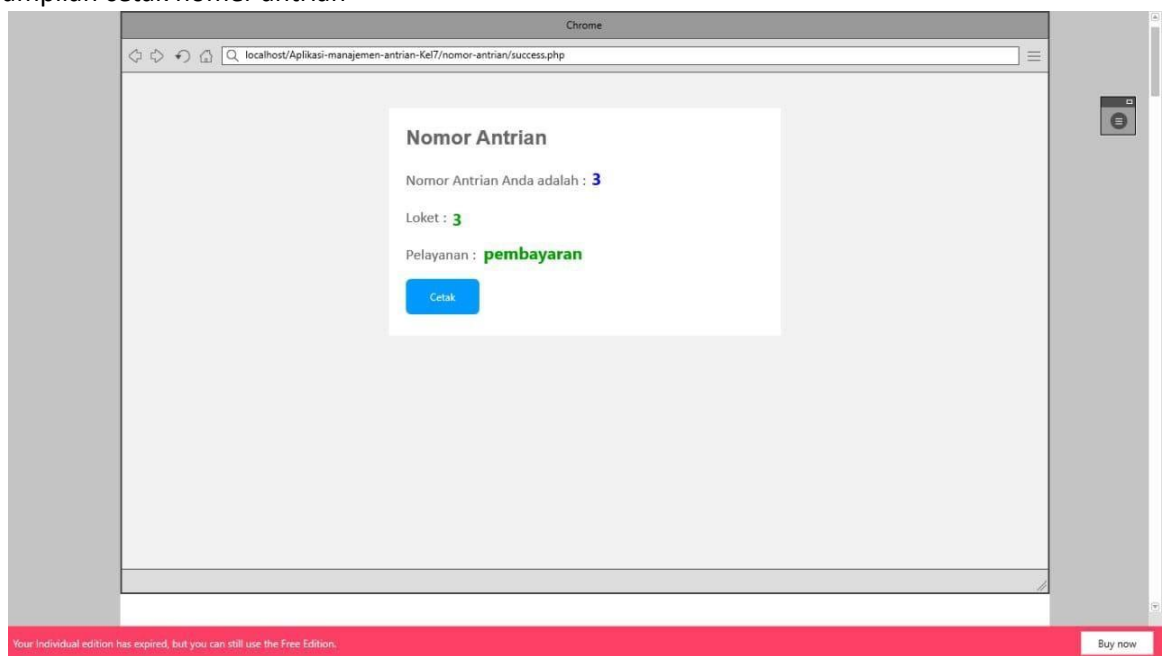 cetak nomer antrian
Chrome
localhost/Aplikasi-manajemen-antrian-Kel7/nomor-antrian/success.php
Nomor Antrian
Nomor Antrian Anda adalah : 3
Loket : 3
Pelayanan : pembayaran
Cetak
Your Individual edition has expired, but you can still use the Free Edition.
Buy now